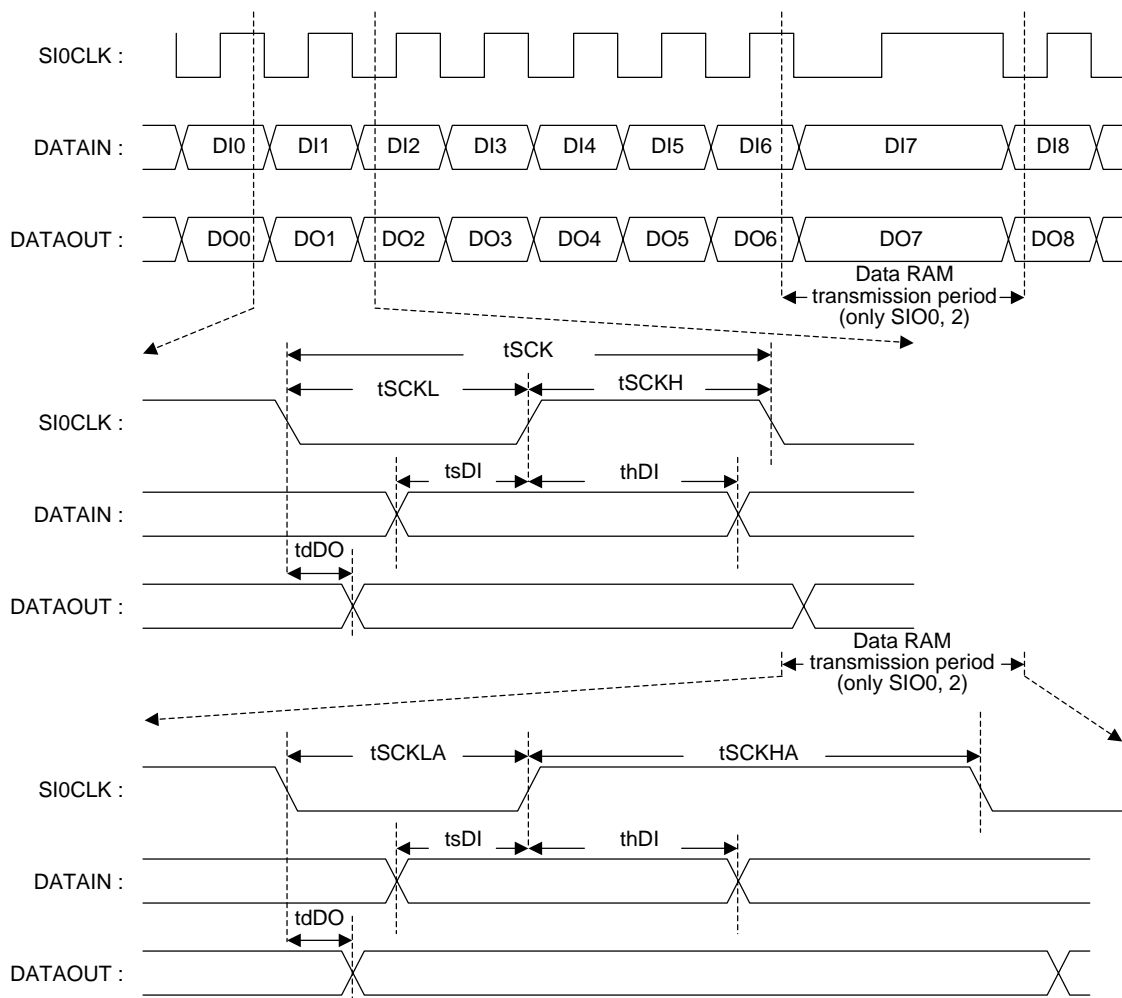 SI0CLK :
DATAIN : DI0 DI1 DI2 DI3 DI4 DI5 DI6 DI7 DI8
DATAOUT : DO0 DO1 DO2 DO3 DO4 DO5 DO6 DO7 DO8
Data RAM
transmission period
(only SIO0, 2)
tSCK
tSCKL tSCKH
SI0CLK :
tsDI thDI
DATAIN :
tdDO
DATAOUT :
Data RAM
transmission period
(only SIO0, 2)
tSCKLA tSCKHA
SI0CLK :
tsDI thDI
DATAIN :
tdDO
DATAOUT :